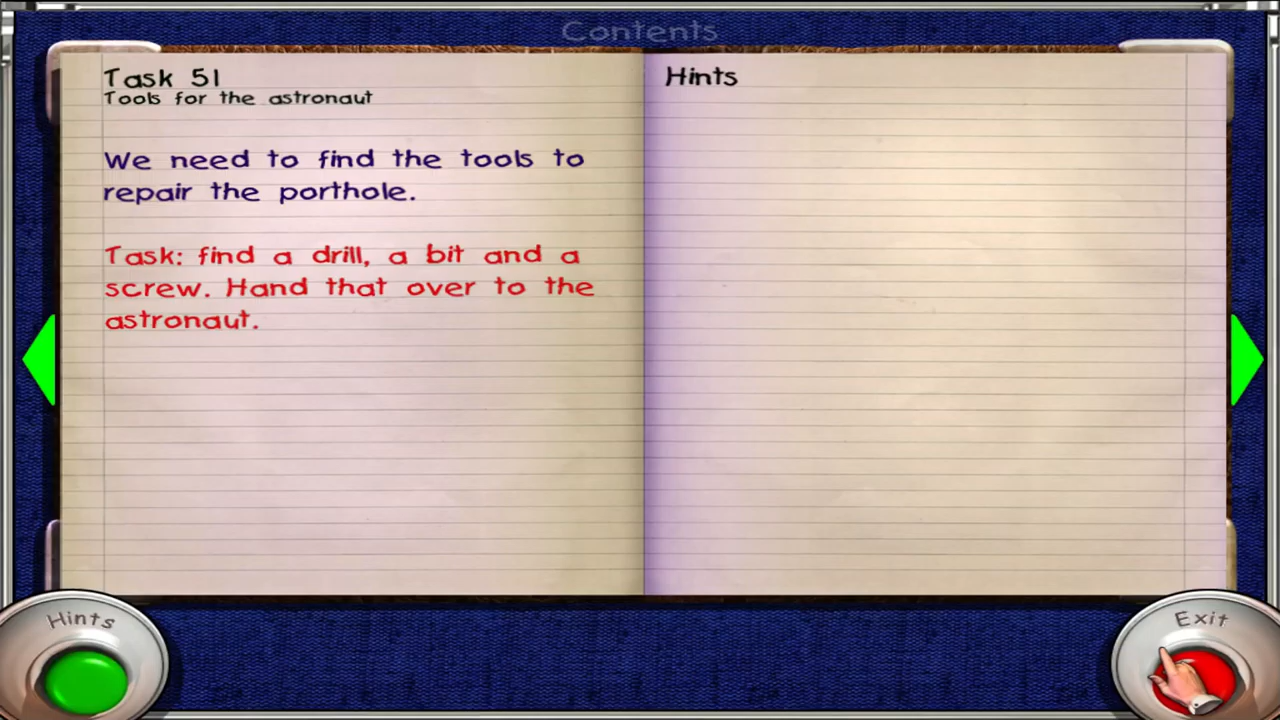 Contents
Task 51
Tools for the astronaut
We need to find the tools to
repair the porthole.
Task: find a drill, a bit and a
screw. Hand that over to the
astronaut.
Hints
Hints
Exit